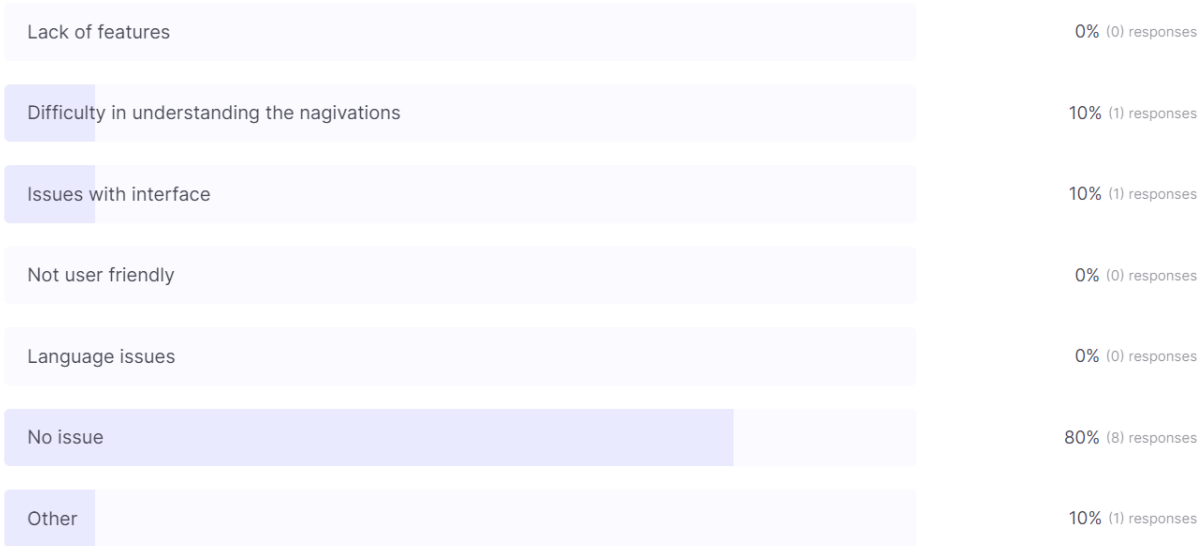 Lack of features 0% (0) responses
Difficulty in understanding the nagivations 10% (1) responses
Issues with interface 10% (1) responses
Not user friendly 0% (0) responses
Language issues 0% (0) responses
No issue 80% (8) responses
Other 10% (1) responses